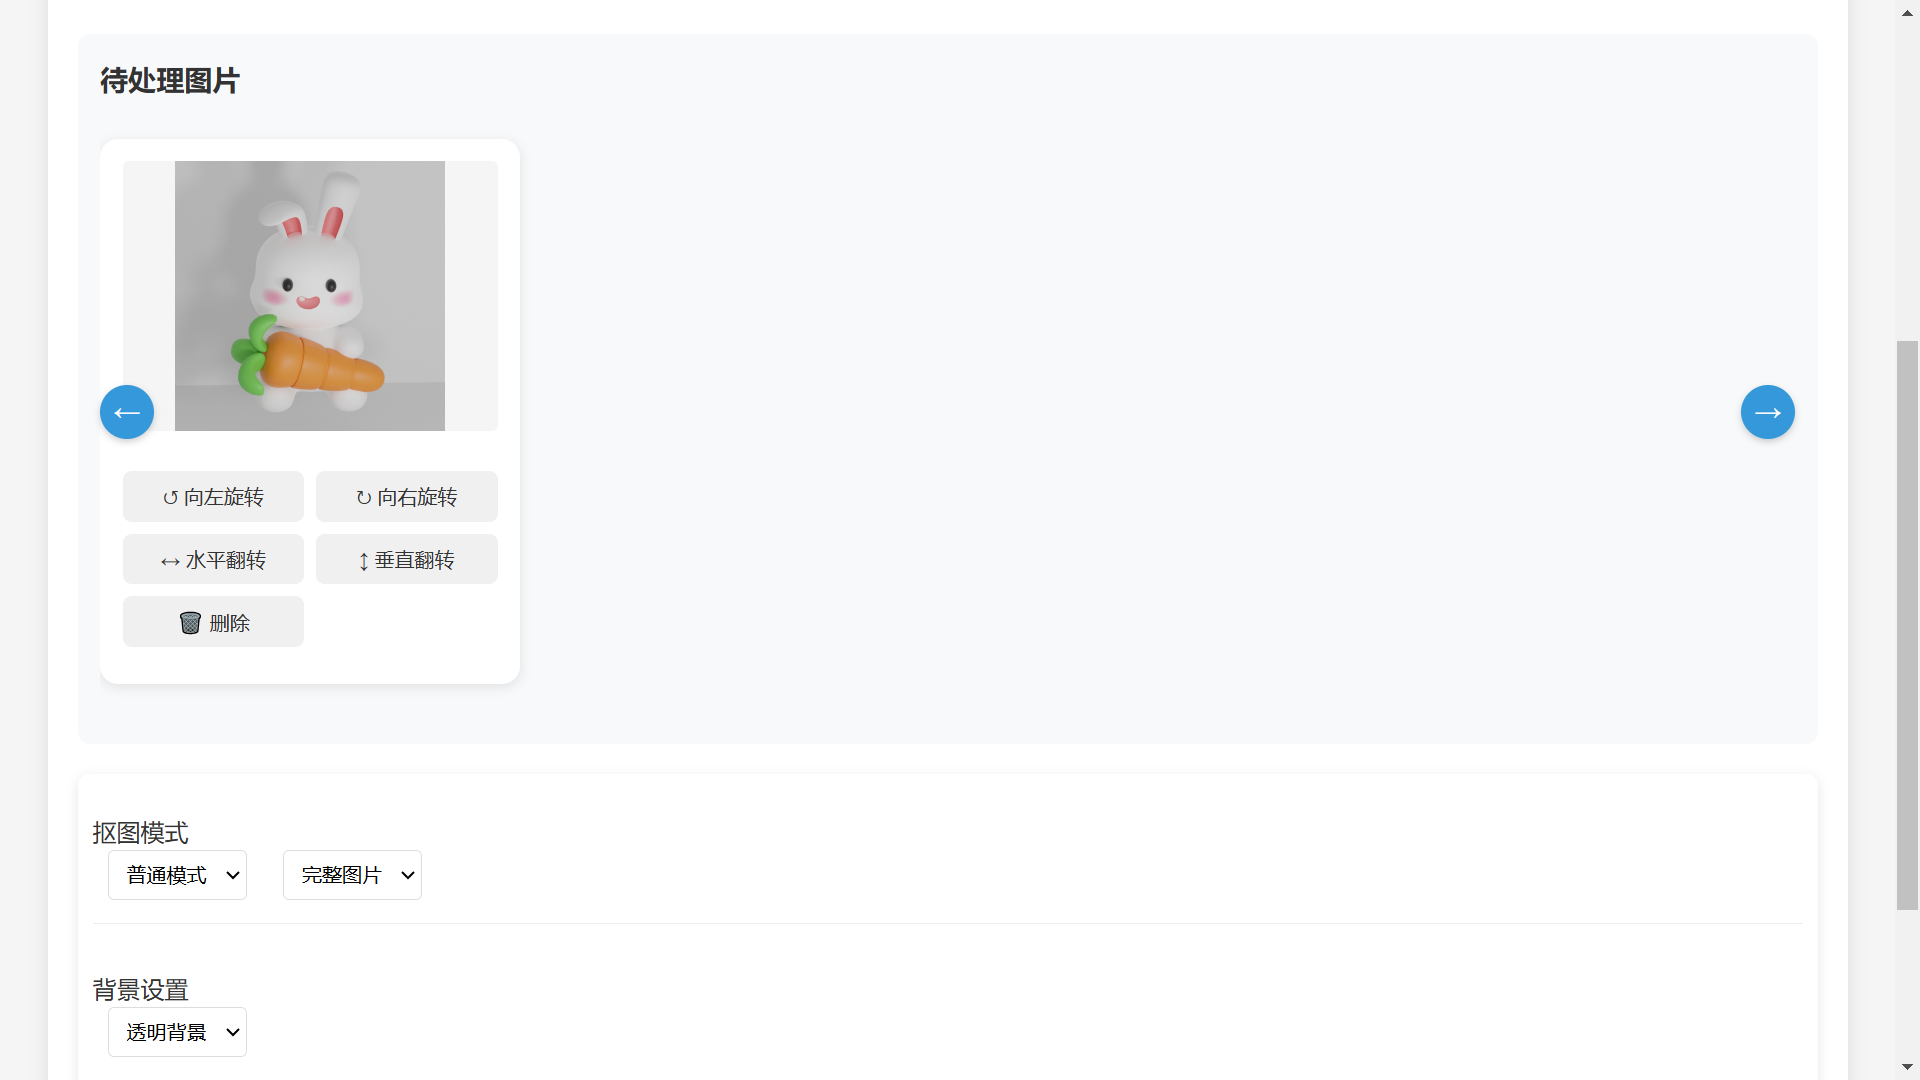 待处理图片
←
→
↺ 向左旋转
↻ 向右旋转
↔ 水平翻转
↕ 垂直翻转
🗑️ 删除
抠图模式
普通模式
完整图片
背景设置
透明背景